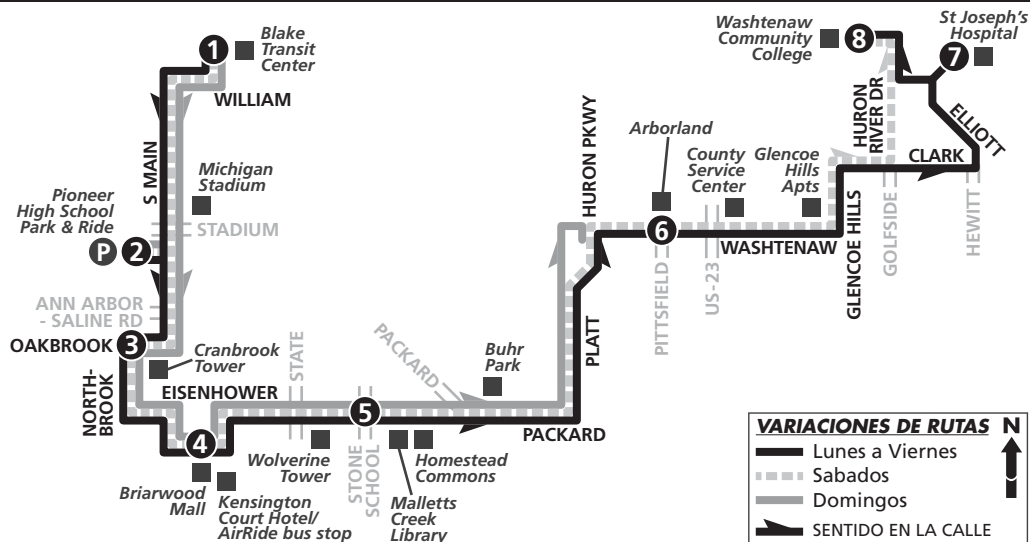 1
Blake
Transit
Center
WILLIAM
S MAIN
Michigan
Stadium
Pioneer
High School
Park & Ride
P
2
STADIUM
ANN ARBOR
- SALINE RD
OAKBROOK
3
Cranbrook
Tower
NORTH-
BROOK
EISENHOWER
STATE
4
Briarwood
Mall
Kensington
Court Hotel/
AirRide bus stop
Wolverine
Tower
5
STONE
SCHOOL
Malletts
Creek
Library
Homestead
Commons
PACKARD
Buhr
Park
PACKARD
PLATT
HURON PKWY
Arborland
6
PITTSFIELD
US-23
County
Service
Center
Glencoe
Hills
Apts
WASHTENAW
GLENCOE HILLS
Washtenaw
Community
College
8
St Joseph's
Hospital
7
HURON
RIVER DR
ELLIOTT
CLARK
GOLFSIDE
HEWITT
VARIACIONES DE RUTAS
N
Lunes a Viernes
Sabados
Domingos
SENTIDO EN LA CALLE